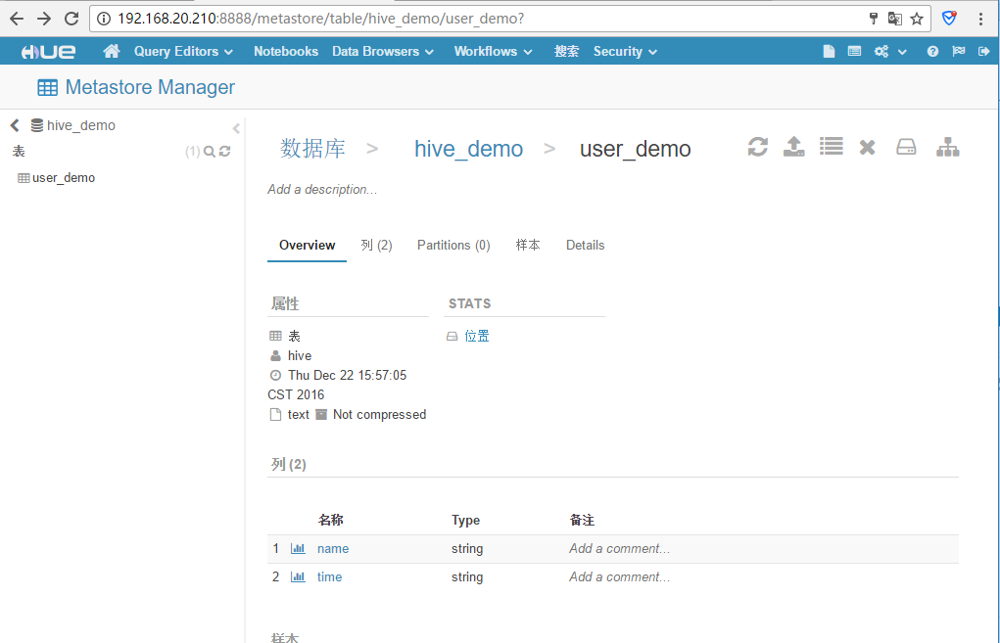 192.168.20.210:8888/metastore/table/hive_demo/user_demo?
HUE Query Editors Notebooks Data Browsers Workflows 搜索 Security
Metastore Manager
hive_demo
表 (1)
user_demo
数据库 > hive_demo > user_demo
Add a description...
Overview 列 (2) Partitions (0) 样本 Details
属性 STATS
表 位置
hive
Thu Dec 22 15:57:05
CST 2016
text Not compressed
列 (2)
名称 Type 备注
1 name string Add a comment...
2 time string Add a comment...
样本